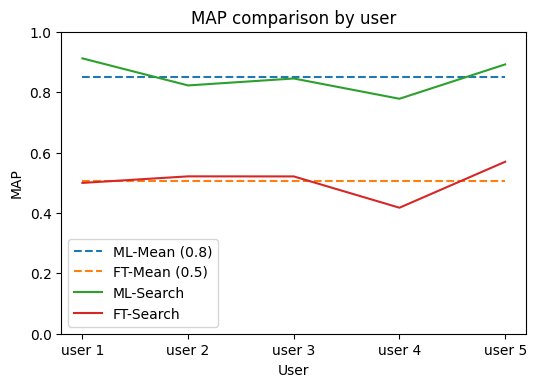 MAP comparison by user
1.0
0.8
0.6
0.4
0.2
0.0
MAP
ML-Mean (0.8)
FT-Mean (0.5)
ML-Search
FT-Search
user 1 user 2 user 3 user 4 user 5
User